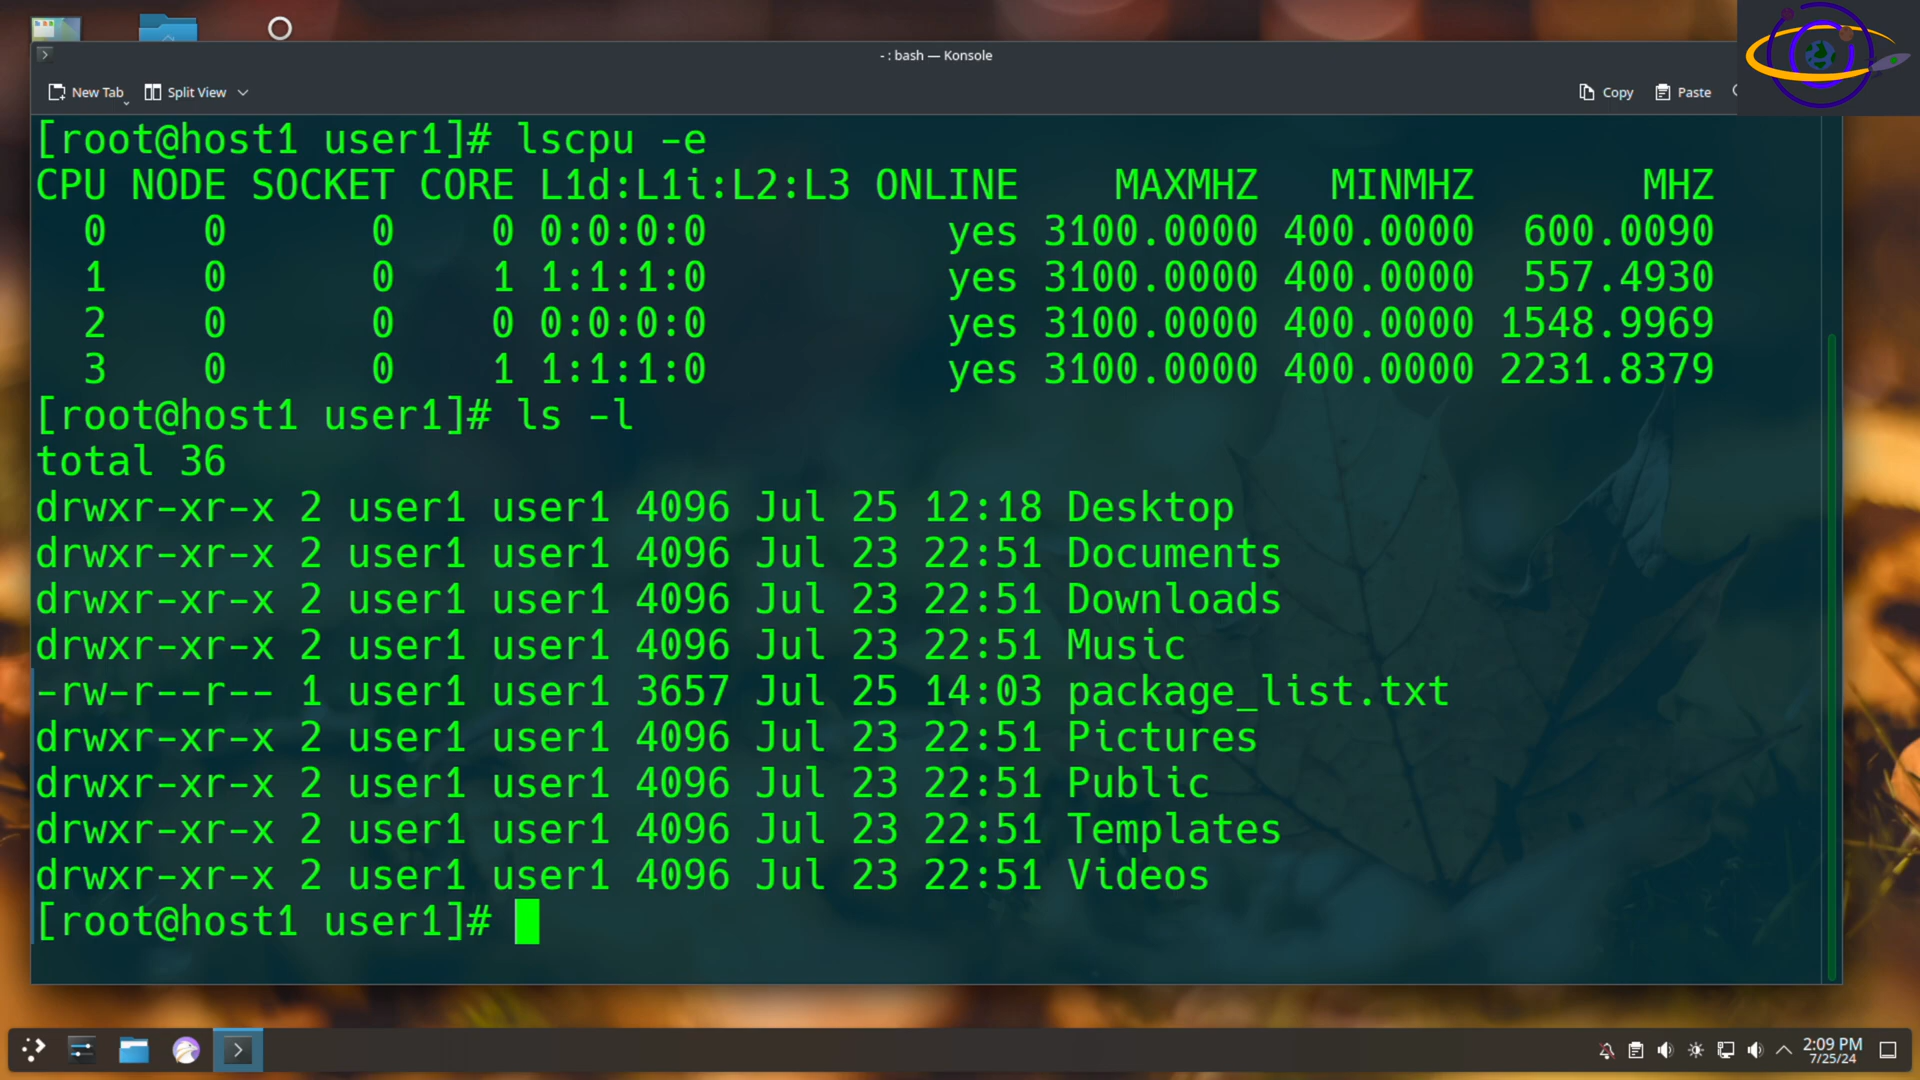 - : bash — Konsole
New Tab Split View Copy Paste
[root@host1 user1]# lscpu -e
CPU NODE SOCKET CORE L1d:L1i:L2:L3 ONLINE MAXMHZ MINMHZ MHZ
0 0 0 0 0:0:0:0 yes 3100.0000 400.0000 600.0090
1 0 0 1 1:1:1:0 yes 3100.0000 400.0000 557.4930
2 0 0 0 0:0:0:0 yes 3100.0000 400.0000 1548.9969
3 0 0 1 1:1:1:0 yes 3100.0000 400.0000 2231.8379
[root@host1 user1]# ls -l
total 36
drwxr-xr-x 2 user1 user1 4096 Jul 25 12:18 Desktop
drwxr-xr-x 2 user1 user1 4096 Jul 23 22:51 Documents
drwxr-xr-x 2 user1 user1 4096 Jul 23 22:51 Downloads
drwxr-xr-x 2 user1 user1 4096 Jul 23 22:51 Music
-rw-r--r-- 1 user1 user1 3657 Jul 25 14:03 package_list.txt
drwxr-xr-x 2 user1 user1 4096 Jul 23 22:51 Pictures
drwxr-xr-x 2 user1 user1 4096 Jul 23 22:51 Public
drwxr-xr-x 2 user1 user1 4096 Jul 23 22:51 Templates
drwxr-xr-x 2 user1 user1 4096 Jul 23 22:51 Videos
[root@host1 user1]#
2:09 PM
7/25/24